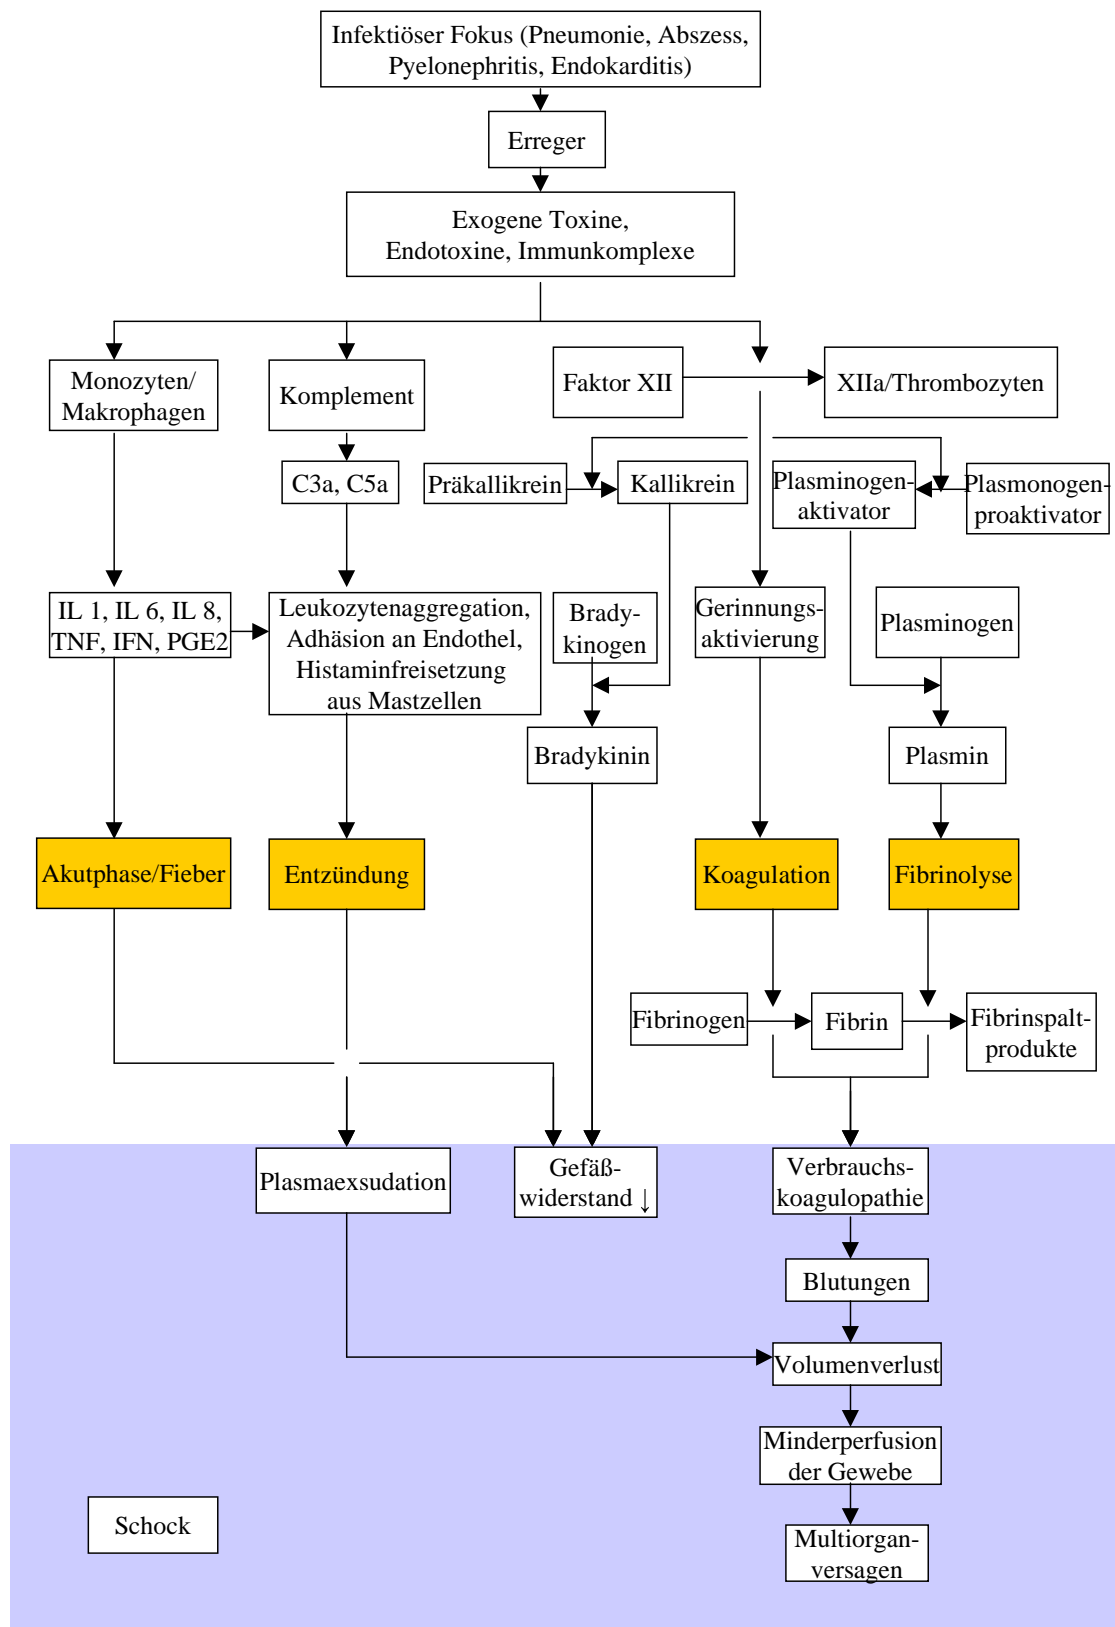 Infektiöser Fokus (Pneumonie, Abszess,
Pyelonephritis, Endokarditis)
Erreger
Exogene Toxine,
Endotoxine, Immunkomplexe
Monozyten/
Makrophagen
Komplement
Faktor XII
XIIa/Thrombozyten
C3a, C5a
Präkallikrein
Kallikrein
Plasminogen-
aktivator
Plasmonogen-
proaktivator
IL 1, IL 6, IL 8,
TNF, IFN, PGE2
Leukozytenaggregation,
Adhäsion an Endothel,
Histaminfreisetzung
aus Mastzellen
Brady-
kinogen
Gerinnungs-
aktivierung
Plasminogen
Bradykinin
Plasmin
Akutphase/Fieber
Entzündung
Koagulation
Fibrinolyse
Fibrinogen
Fibrin
Fibrinspalt-
produkte
Plasmaexsudation
Gefäß-
widerstand ↓
Verbrauchs-
koagulopathie
Blutungen
Volumenverlust
Minderperfusion
der Gewebe
Schock
Multiorgan-
versagen